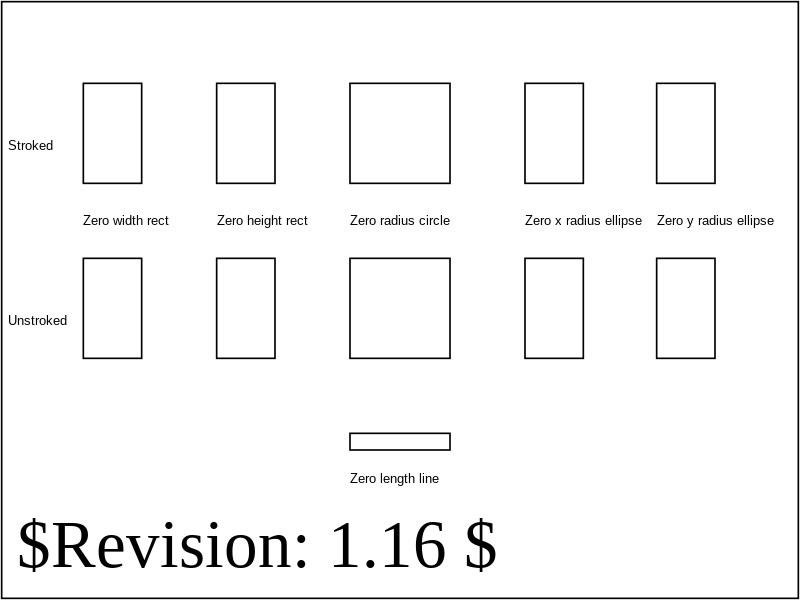 Stroked
Zero width rect
Zero height rect
Zero radius circle
Zero x radius ellipse
Zero y radius ellipse
Unstroked
Zero length line
$Revision: 1.16 $